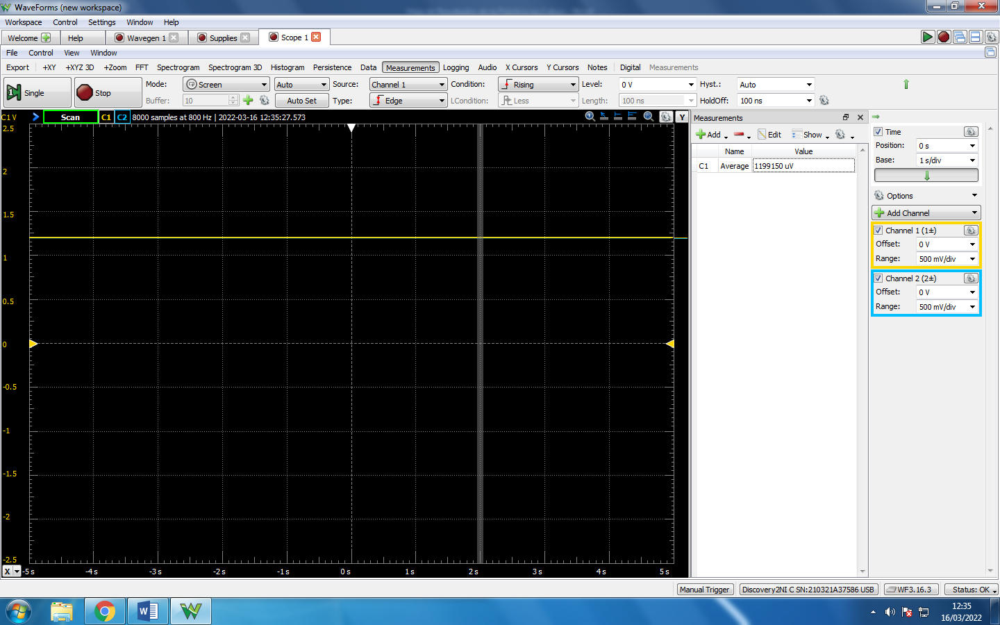 WaveForms (new workspace)
Workspace Control Settings Window Help
Welcome Help Wavegen 1 Supplies Scope 1
File Control View Window
Export +XY +XYZ 3D +Zoom FFT Spectrogram Spectrogram 3D Histogram Persistence Data Measurements Logging Audio X Cursors Y Cursors Notes Digital Measurements
Single Stop Mode: Screen Auto Source: Channel 1 Condition: Rising Level: 0 V Hyst.: Auto
Buffer: 10 Auto Set Type: Edge LCondition: Less Length: 100 ns HoldOff: 100 ns
C1 V Scan C1 C2 8000 samples at 800 Hz | 2022-03-16 12:35:27.573 Y
2.5
2
1.5
1
0.5
0
-0.5
-1
-1.5
-2
-2.5
X -5 s -4 s -3 s -2 s -1 s 0 s 1 s 2 s 3 s 4 s 5 s
Measurements
Add Edit Show
Name Value
C1 Average 1199150 uV
Time
Position: 0 s
Base: 1 s/div
Options
Add Channel
Channel 1 (1±)
Offset: 0 V
Range: 500 mV/div
Channel 2 (2±)
Offset: 0 V
Range: 500 mV/div
Manual Trigger Discovery2NI C SN:210321A37586 USB WF3.16.3 Status: OK
12:35
16/03/2022